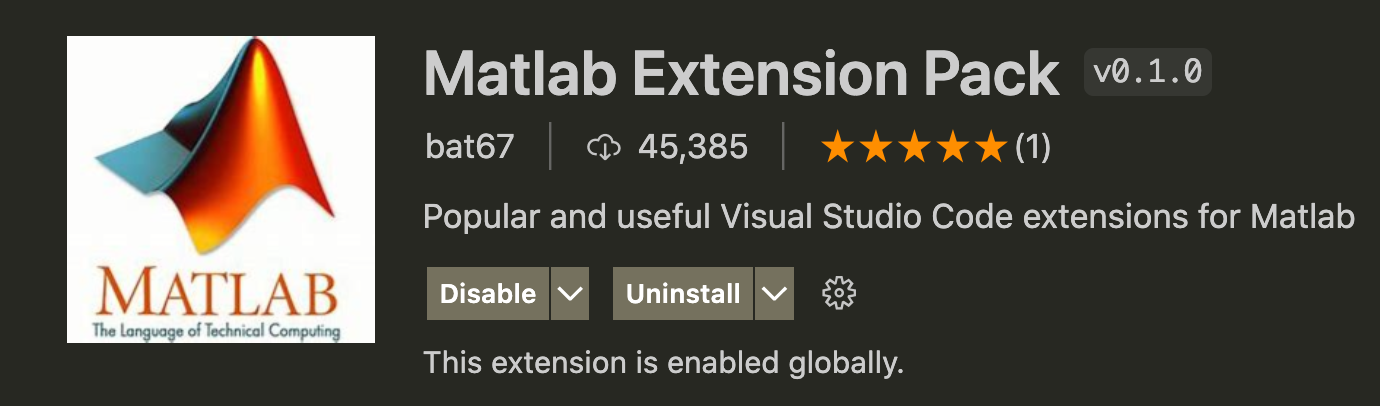 MATLAB
The Language of Technical Computing
Matlab Extension Pack v0.1.0
bat67 45,385 (1)
Popular and useful Visual Studio Code extensions for Matlab
Disable Uninstall
This extension is enabled globally.